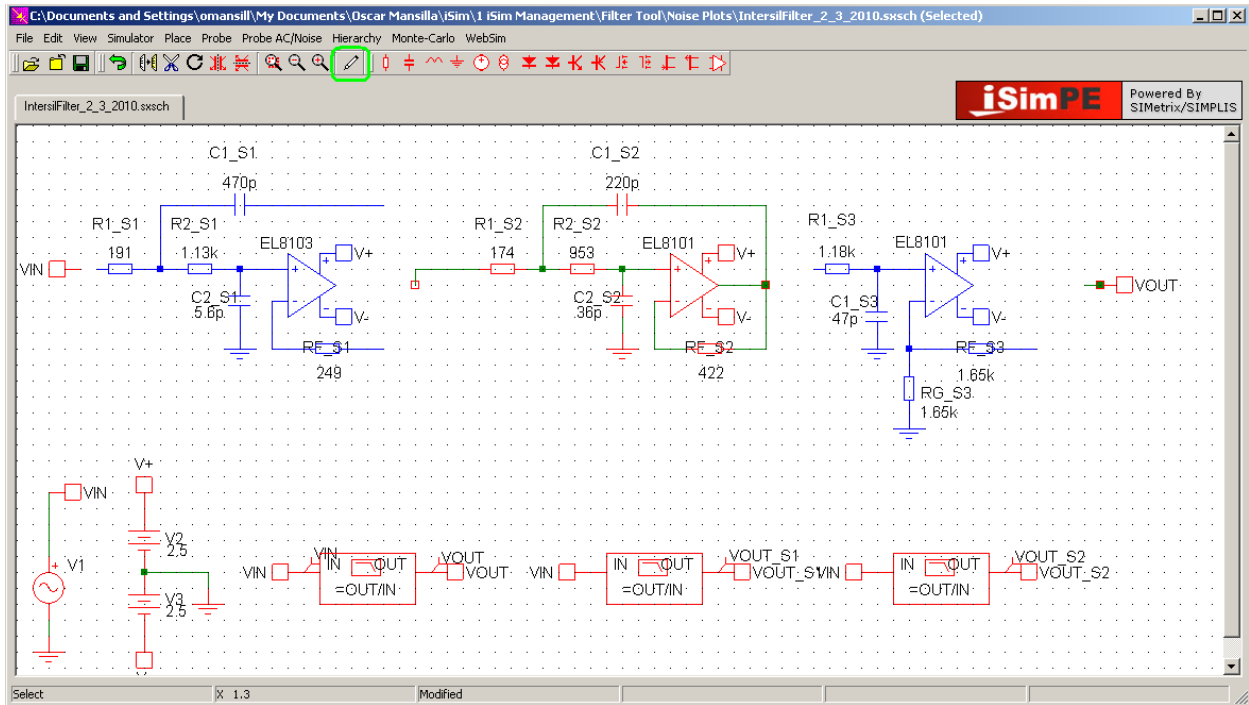 C:\Documents and Settings\omansill\My Documents\Oscar Mansilla\iSim\1 iSim Management\Filter Tool\Noise Plots\IntersilFilter_2_3_2010.sxsch (Selected)
File Edit View Simulator Place Probe Probe AC/Noise Hierarchy Monte-Carlo WebSim
IntersilFilter_2_3_2010.sxsch
iSimPE
Powered By
SIMetrix/SIMPLIS
C1_S1
470p
R1_S1
191
R2_S1
1.13k
EL8103
V+
V-
VIN
C2_S1
5.6p
RF_S1
249
C1_S2
220p
R1_S2
174
R2_S2
953
EL8101
V+
V-
C2_S2
36p
RF_S2
422
R1_S3
1.18k
EL8101
V+
V-
C1_S3
47p
RF_S3
1.65k
RG_S3
1.65k
VOUT
VIN
V1
V+
V2
2.5
V3
2.5
VIN
VIN
IN OUT
=OUT/IN
VOUT
VOUT
VIN
IN OUT
=OUT/IN
VOUT_S1
VOUT_S1
VIN
IN OUT
=OUT/IN
VOUT_S2
VOUT_S2
Select X 1.3 Modified